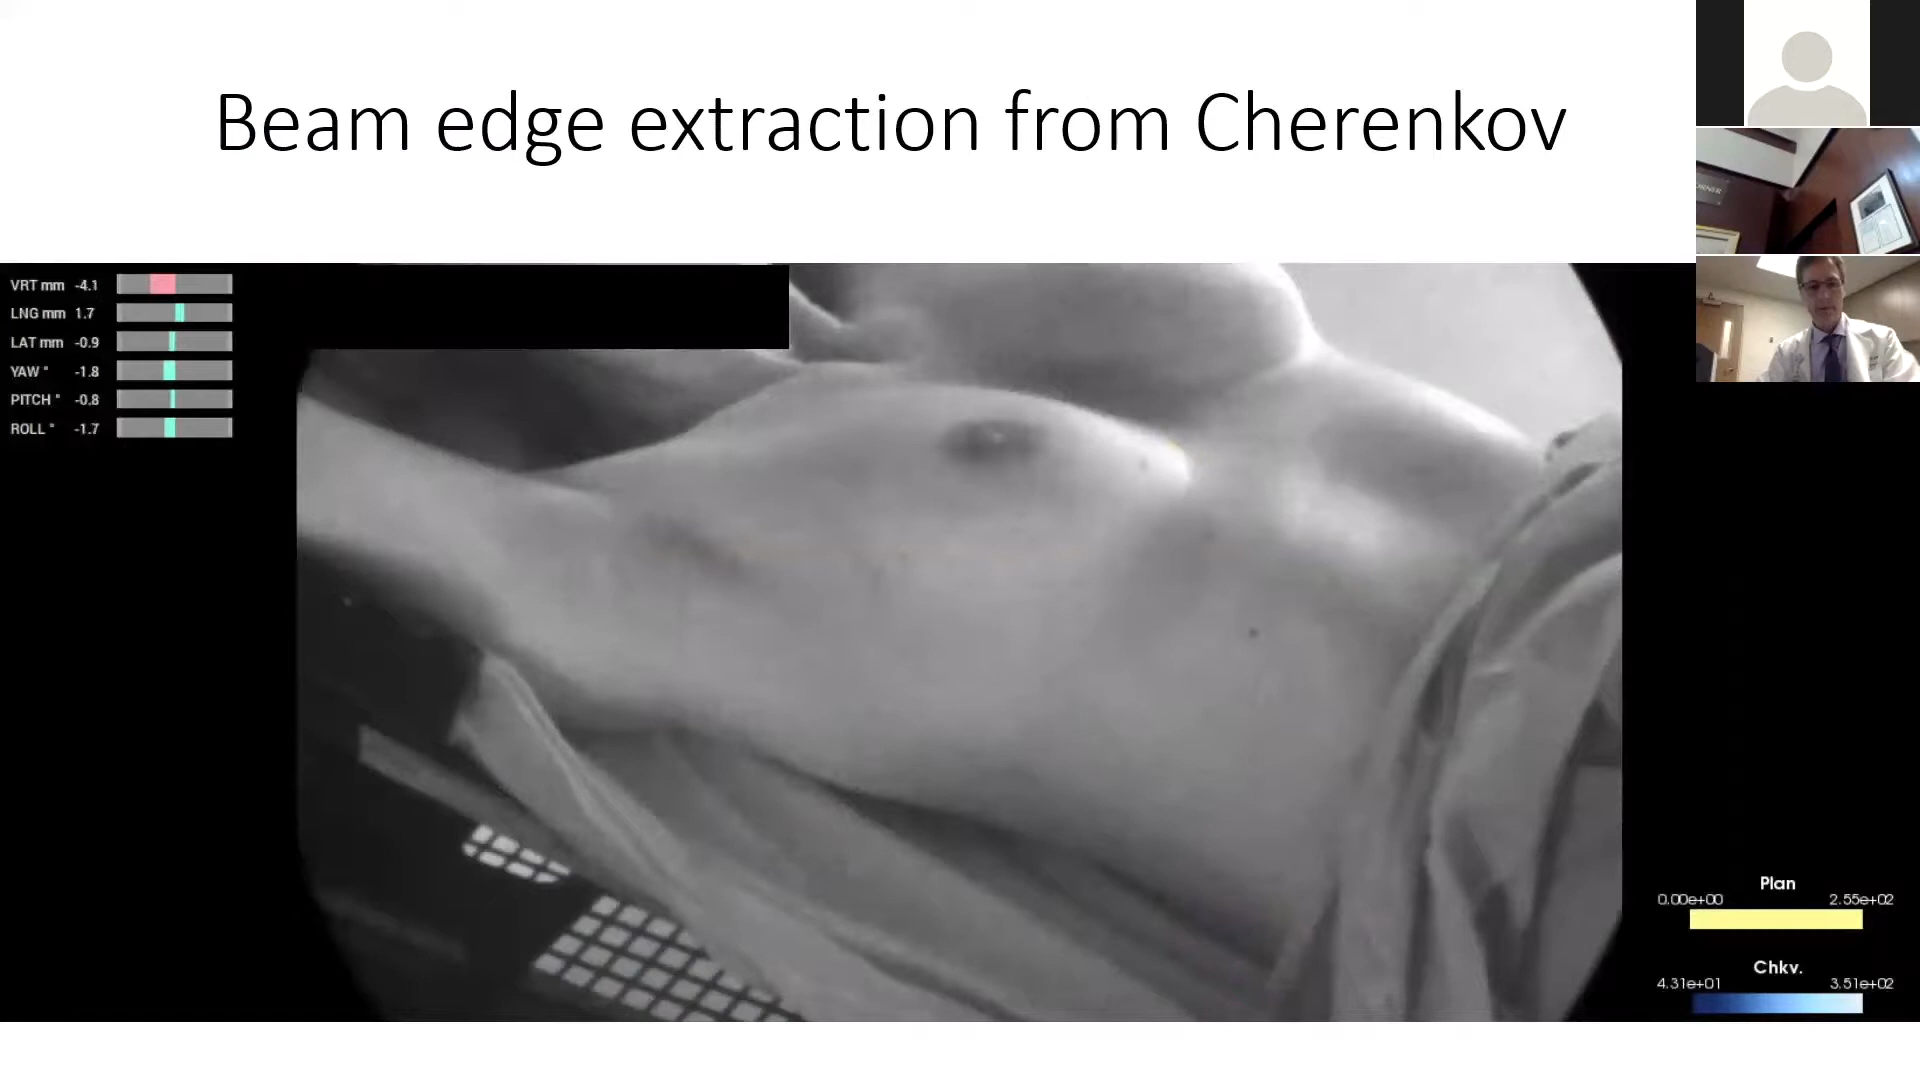 Beam edge extraction from Cherenkov
VRT mm -4.1
LNG mm 1.7
LAT mm -0.9
YAW ° -1.8
PITCH ° -0.8
ROLL ° -1.7
Plan
0.00e+00 2.55e+02
Chkv.
4.31e+01 3.51e+02